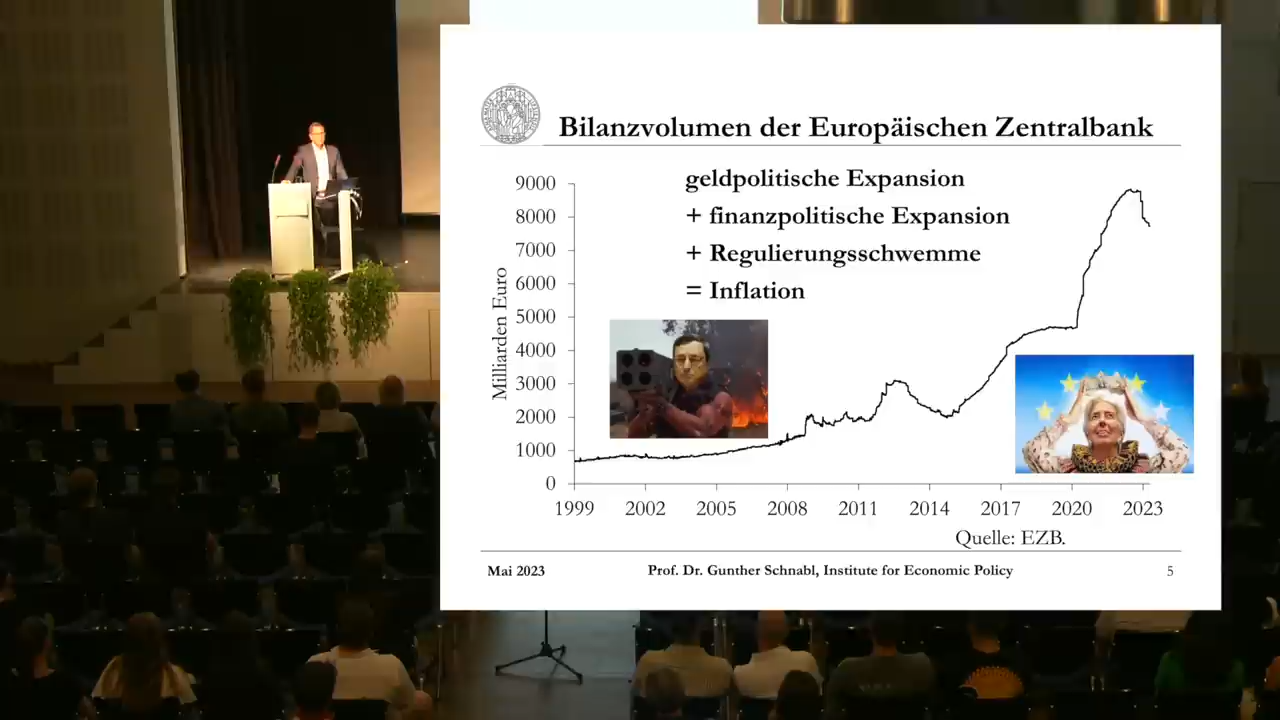 Bilanzvolumen der Europäischen Zentralbank
geldpolitische Expansion
+ finanzpolitische Expansion
+ Regulierungsschwemme
= Inflation
Milliarden Euro
9000
8000
7000
6000
5000
4000
3000
2000
1000
0
1999 2002 2005 2008 2011 2014 2017 2020 2023
Quelle: EZB.
Mai 2023 Prof. Dr. Gunther Schnabl, Institute for Economic Policy 5